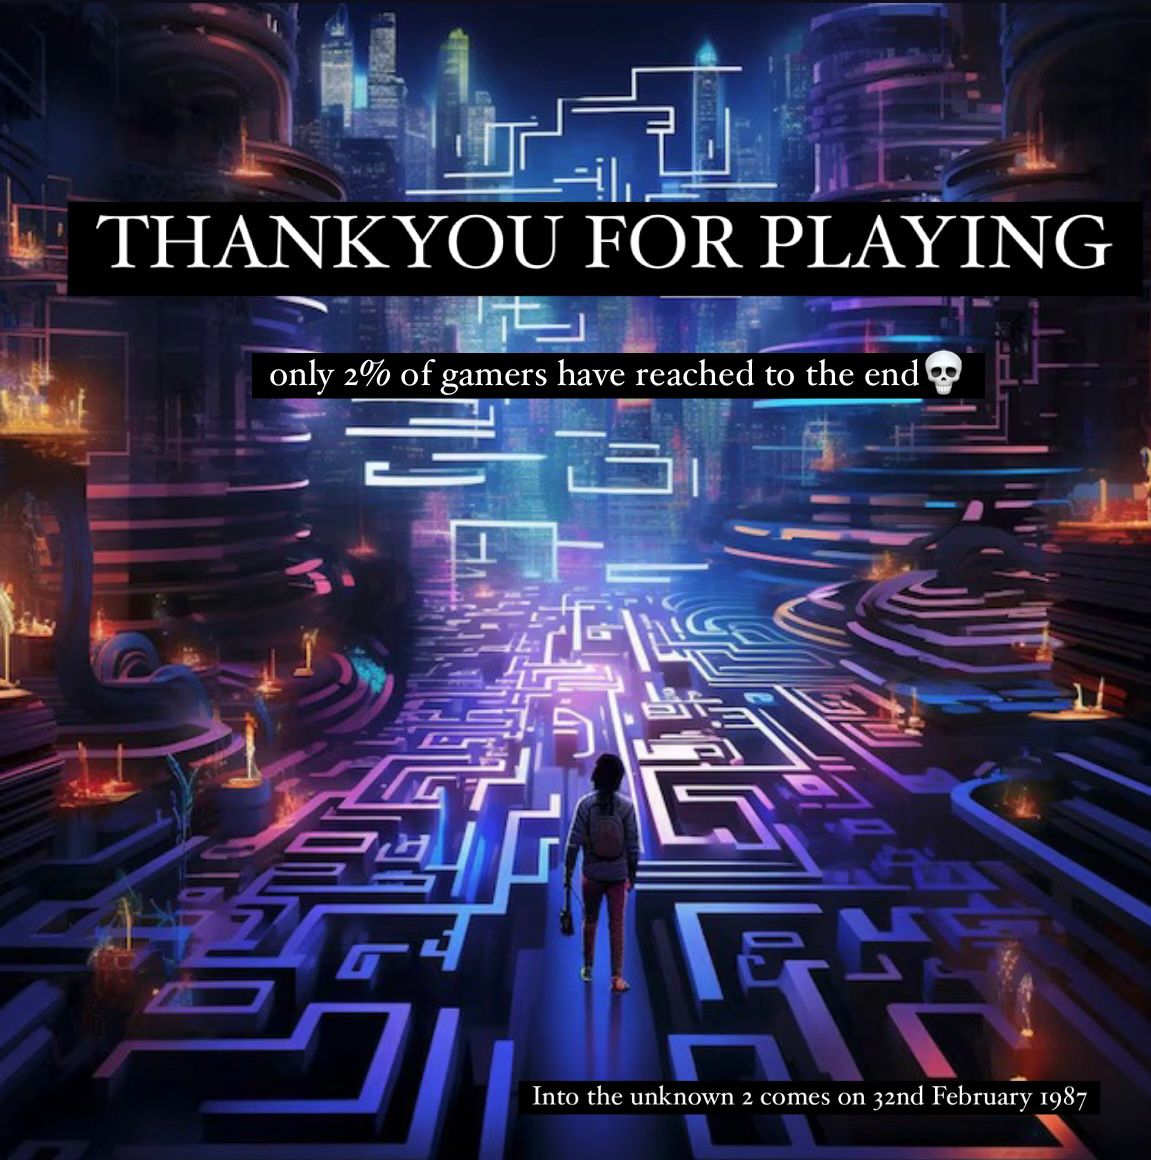 THANKYOU FOR PLAYING
only 2% of gamers have reached to the end💀
Into the unknown 2 comes on 32nd February 1987